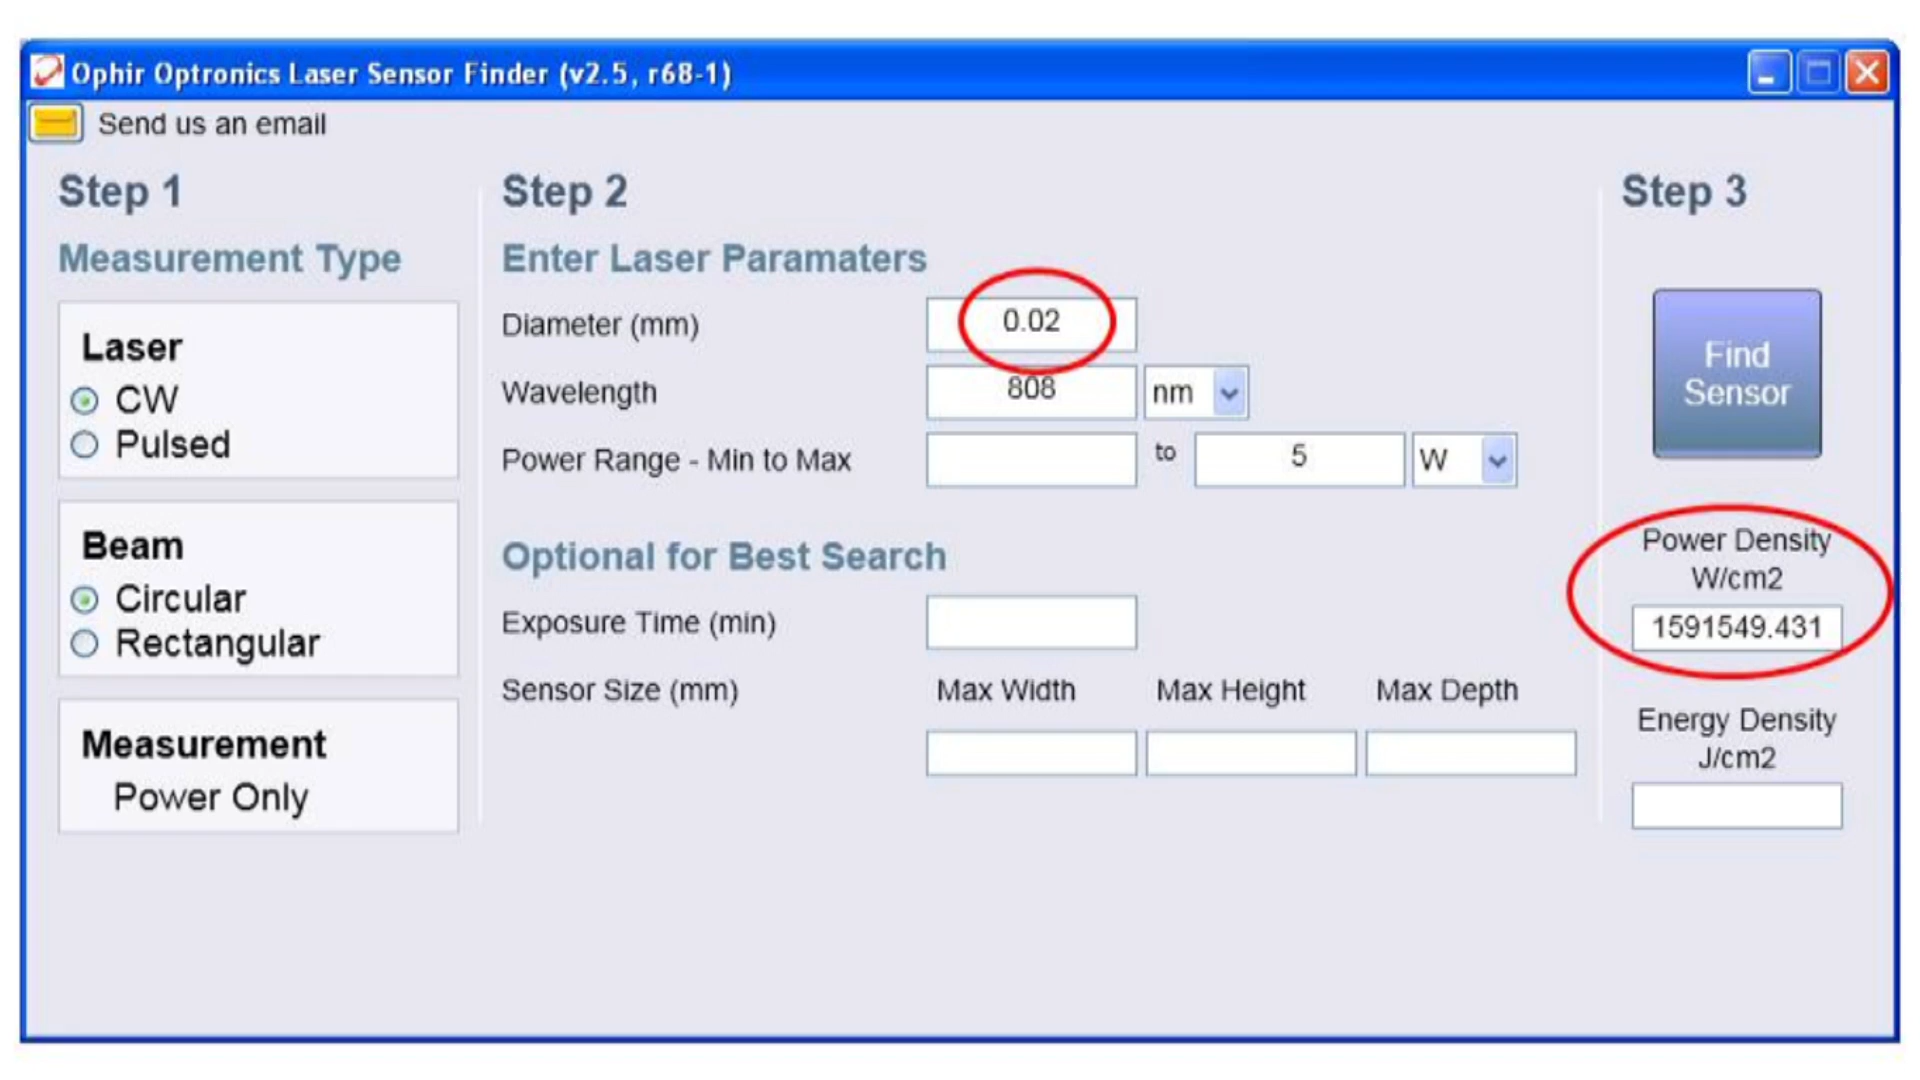 Ophir Optronics Laser Sensor Finder (v2.5, r68-1)
Send us an email
Step 1
Measurement Type
Laser
CW
Pulsed
Beam
Circular
Rectangular
Measurement
Power Only
Step 2
Enter Laser Paramaters
Diameter (mm) 0.02
Wavelength 808 nm
Power Range - Min to Max to 5 W
Optional for Best Search
Exposure Time (min)
Sensor Size (mm) Max Width Max Height Max Depth
Step 3
Find
Sensor
Power Density
W/cm2
1591549.431
Energy Density
J/cm2